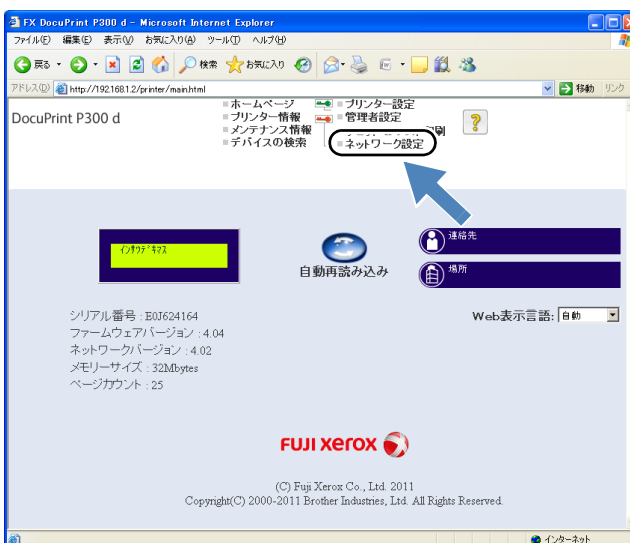 FX DocuPrint P300 d - Microsoft Internet Explorer
ファイル(F) 編集(E) 表示(V) お気に入り(A) ツール(T) ヘルプ(H)
戻る 検索 お気に入り
アドレス(D) http://192.168.1.2/printer/main.html 移動 リンク
DocuPrint P300 d
ホームページ プリンター設定
プリンター情報 管理者設定
メンテナンス情報 刷
デバイスの検索 ネットワーク設定
?
インサツデキマス
自動再読み込み
連絡先
場所
Web表示言語: 自動
シリアル番号 : E0J624164
ファームウェアバージョン : 4.04
ネットワークバージョン : 4.02
メモリーサイズ : 32Mbytes
ページカウント : 25
FUJI xerox
(C) Fuji Xerox Co., Ltd. 2011
Copyright(C) 2000-2011 Brother Industries, Ltd. All Rights Reserved.
インターネット